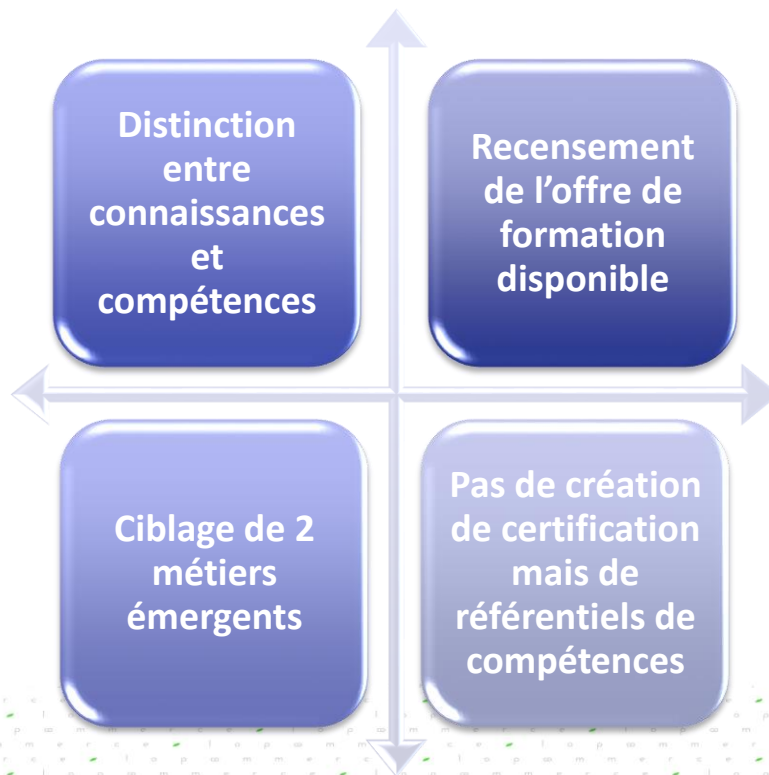 Distinction
entre
connaissances
et
compétences
Recensement
de l’offre de
formation
disponible
Ciblage de 2
métiers
émergents
Pas de création
de certification
mais de
référentiels de
compétences